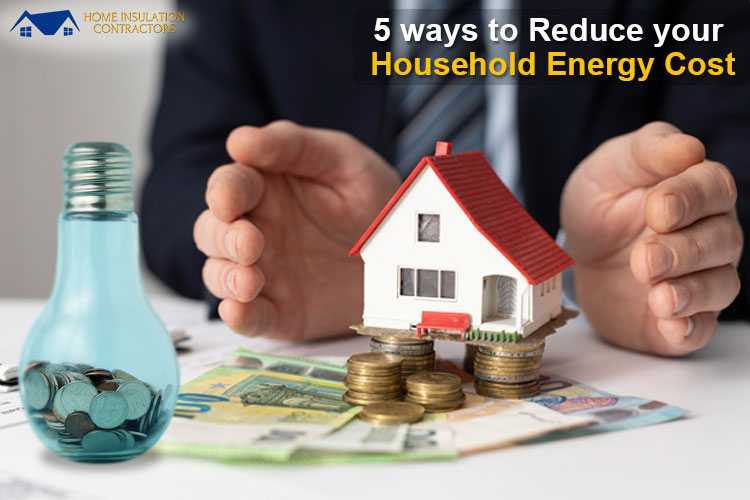 HOME INSULATION
CONTRACTORS
5 ways to Reduce your
Household Energy Cost